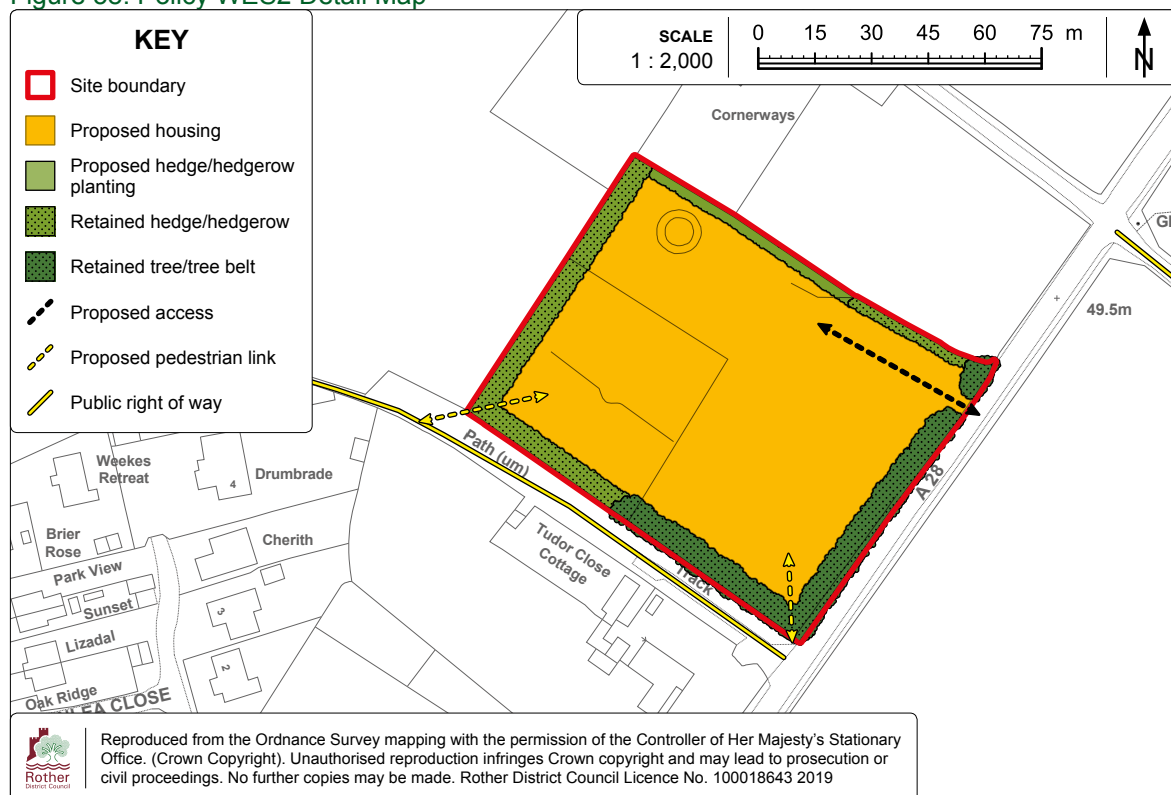 KEY
Site boundary
Proposed housing
Proposed hedge/hedgerow
planting
Retained hedge/hedgerow
Retained tree/tree belt
Proposed access
Proposed pedestrian link
Public right of way
SCALE
1 : 2,000
0 15 30 45 60 75 m
N
Cornerways
49.5m
A 28
Path (um)
Track
Tudor Close
Cottage
Weekes
Retreat
Drumbrade
4
Brier
Rose
Cherith
Park View
Sunset
3
Lizadal
2
Oak Ridge
CLOSE
Rother
District Council
Reproduced from the Ordnance Survey mapping with the permission of the Controller of Her Majesty's Stationary
Office. (Crown Copyright). Unauthorised reproduction infringes Crown copyright and may lead to prosecution or
civil proceedings. No further copies may be made. Rother District Council Licence No. 100018643 2019